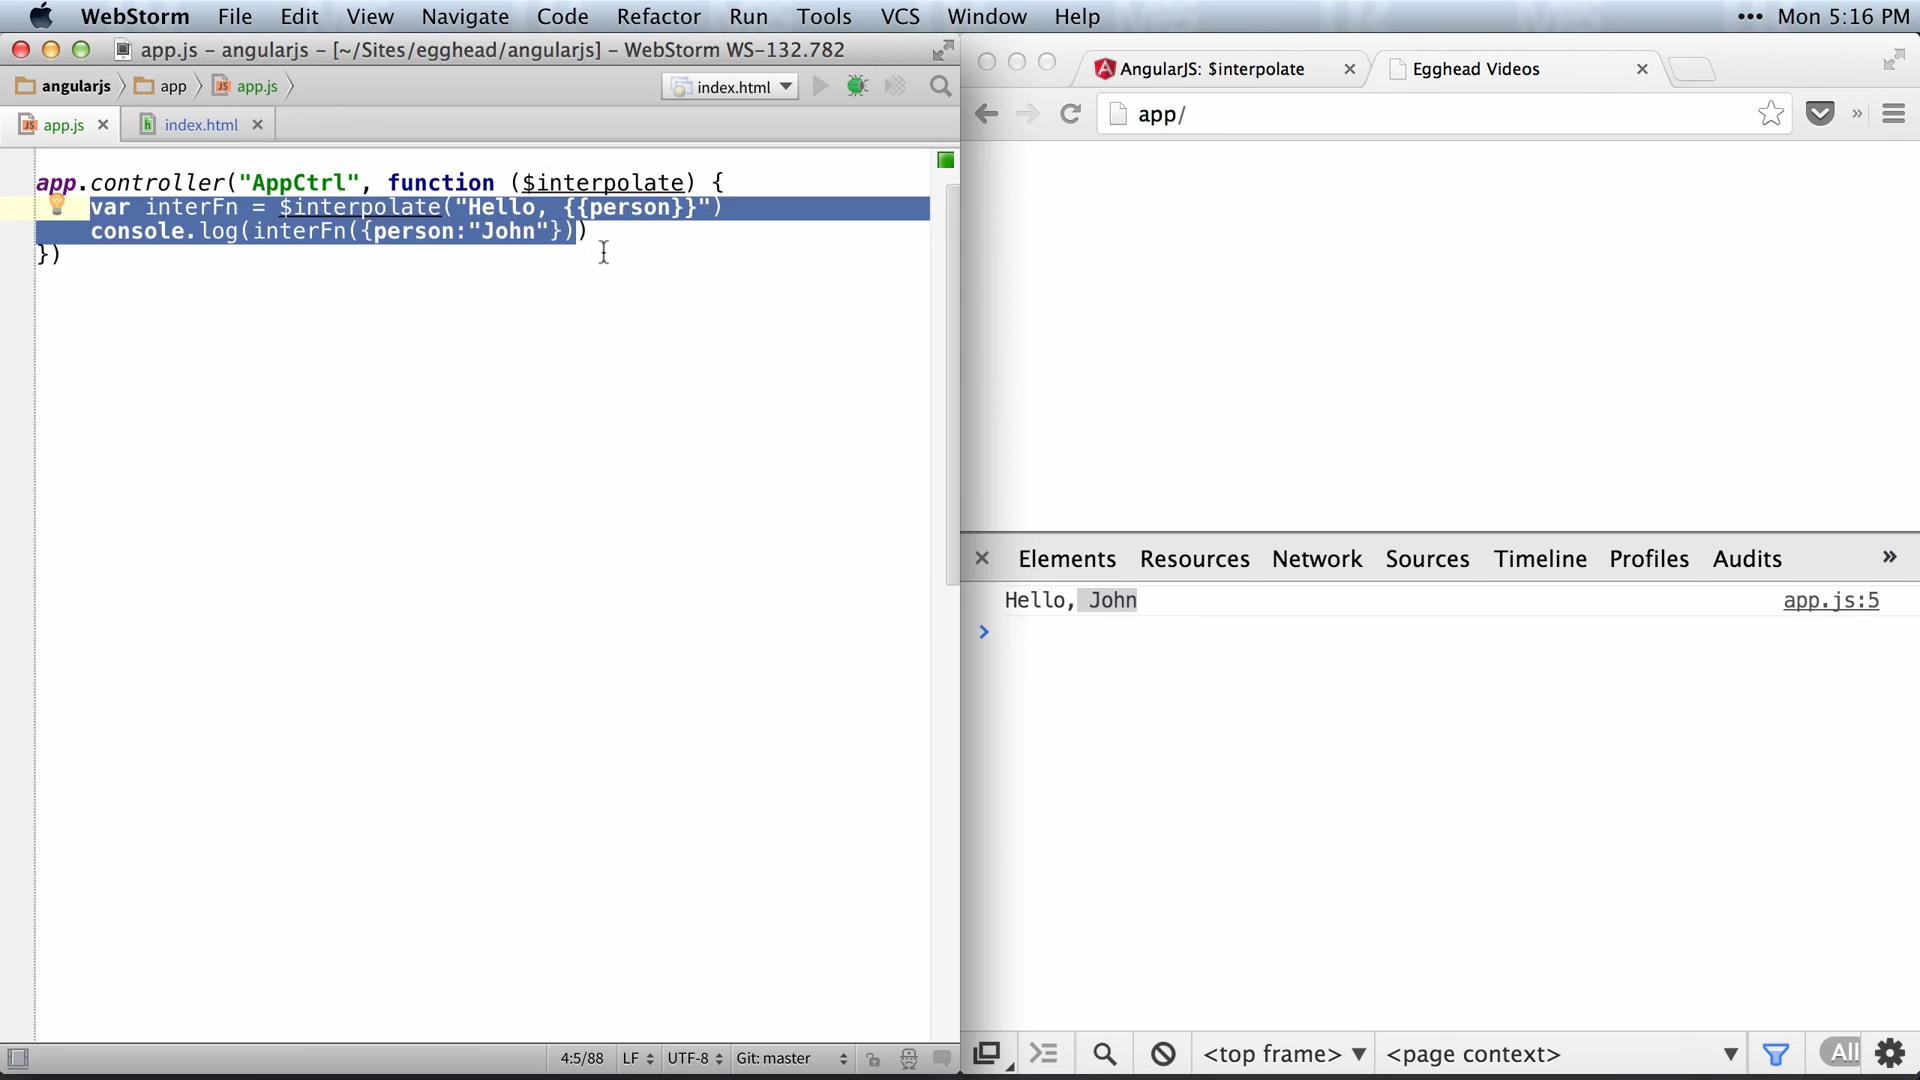 WebStorm File Edit View Navigate Code Refactor Run Tools VCS Window Help ••• Mon 5:16 PM
app.js – angularjs – [~/Sites/egghead/angularjs] – WebStorm WS-132.782
angularjs app app.js index.html
app.js index.html
app.controller("AppCtrl", function ($interpolate) {
var interFn = $interpolate("Hello, {{person}}")
console.log(interFn({person:"John"}))
})
4:5/88 LF UTF-8 Git: master
AngularJS: $interpolate Egghead Videos
app/ »
Elements Resources Network Sources Timeline Profiles Audits »
Hello, John app.js:5
>
<top frame> ▼ <page context> ▼ All